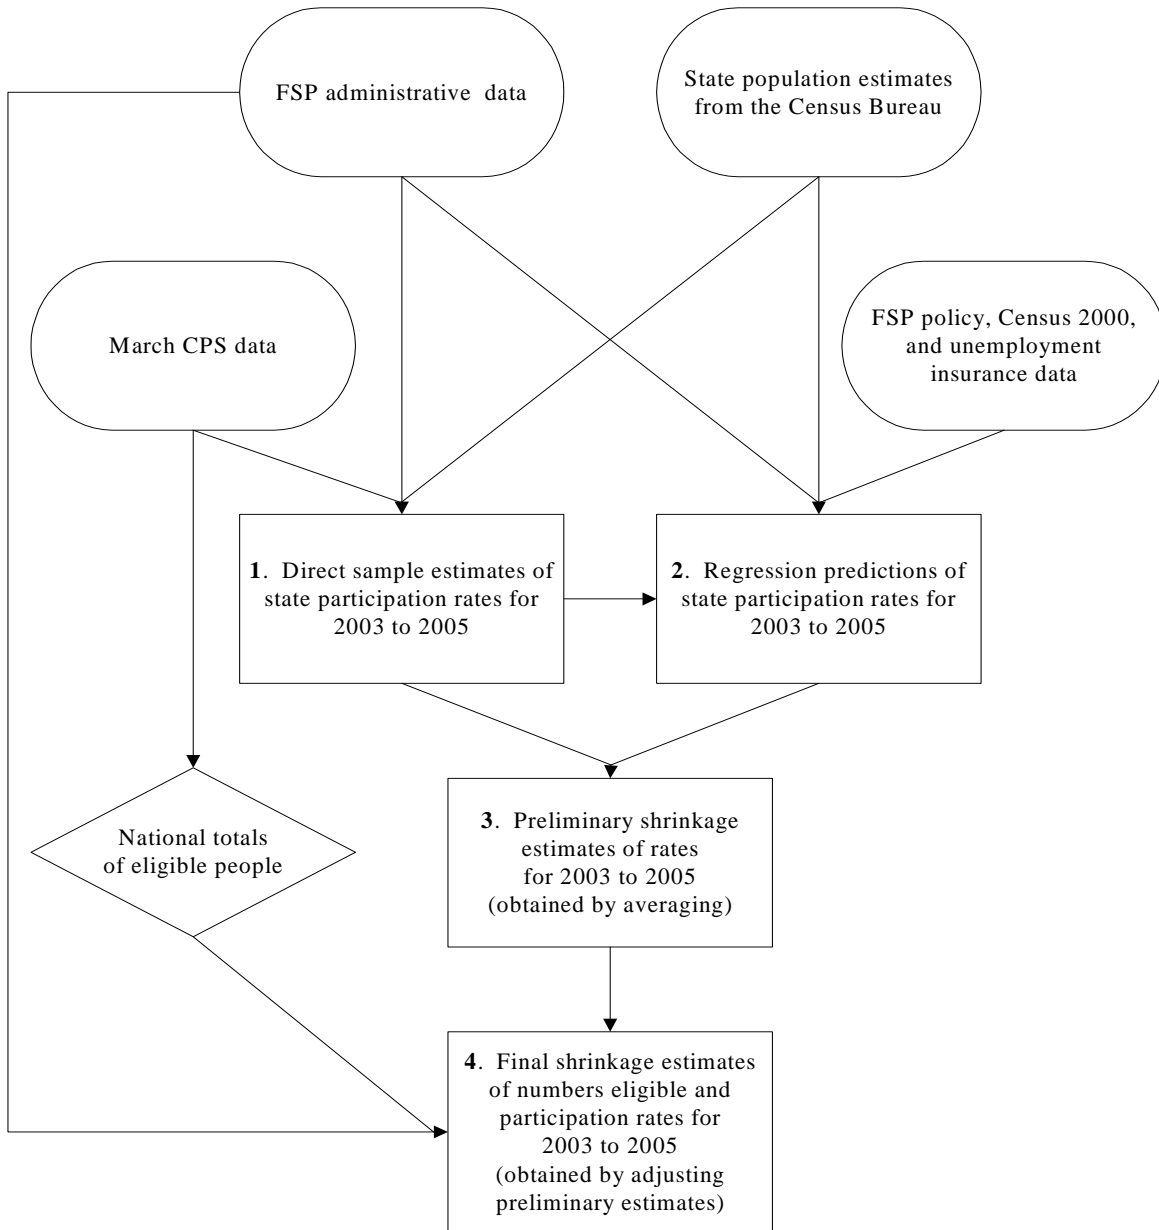 FSP administrative data
State population estimates
from the Census Bureau
March CPS data
FSP policy, Census 2000,
and unemployment
insurance data
1. Direct sample estimates of
state participation rates for
2003 to 2005
2. Regression predictions of
state participation rates for
2003 to 2005
National totals
of eligible people
3. Preliminary shrinkage
estimates of rates
for 2003 to 2005
(obtained by averaging)
4. Final shrinkage estimates
of numbers eligible and
participation rates for
2003 to 2005
(obtained by adjusting
preliminary estimates)